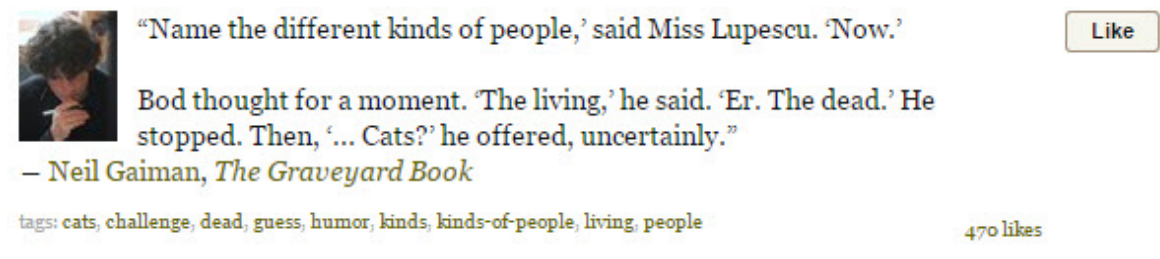 “Name the different kinds of people,’ said Miss Lupescu. ‘Now.’
Like
Bod thought for a moment. ‘The living,’ he said. ‘Er. The dead.’ He
stopped. Then, ‘... Cats?’ he offered, uncertainly.”
— Neil Gaiman, The Graveyard Book
tags: cats, challenge, dead, guess, humor, kinds, kinds-of-people, living, people
470 likes